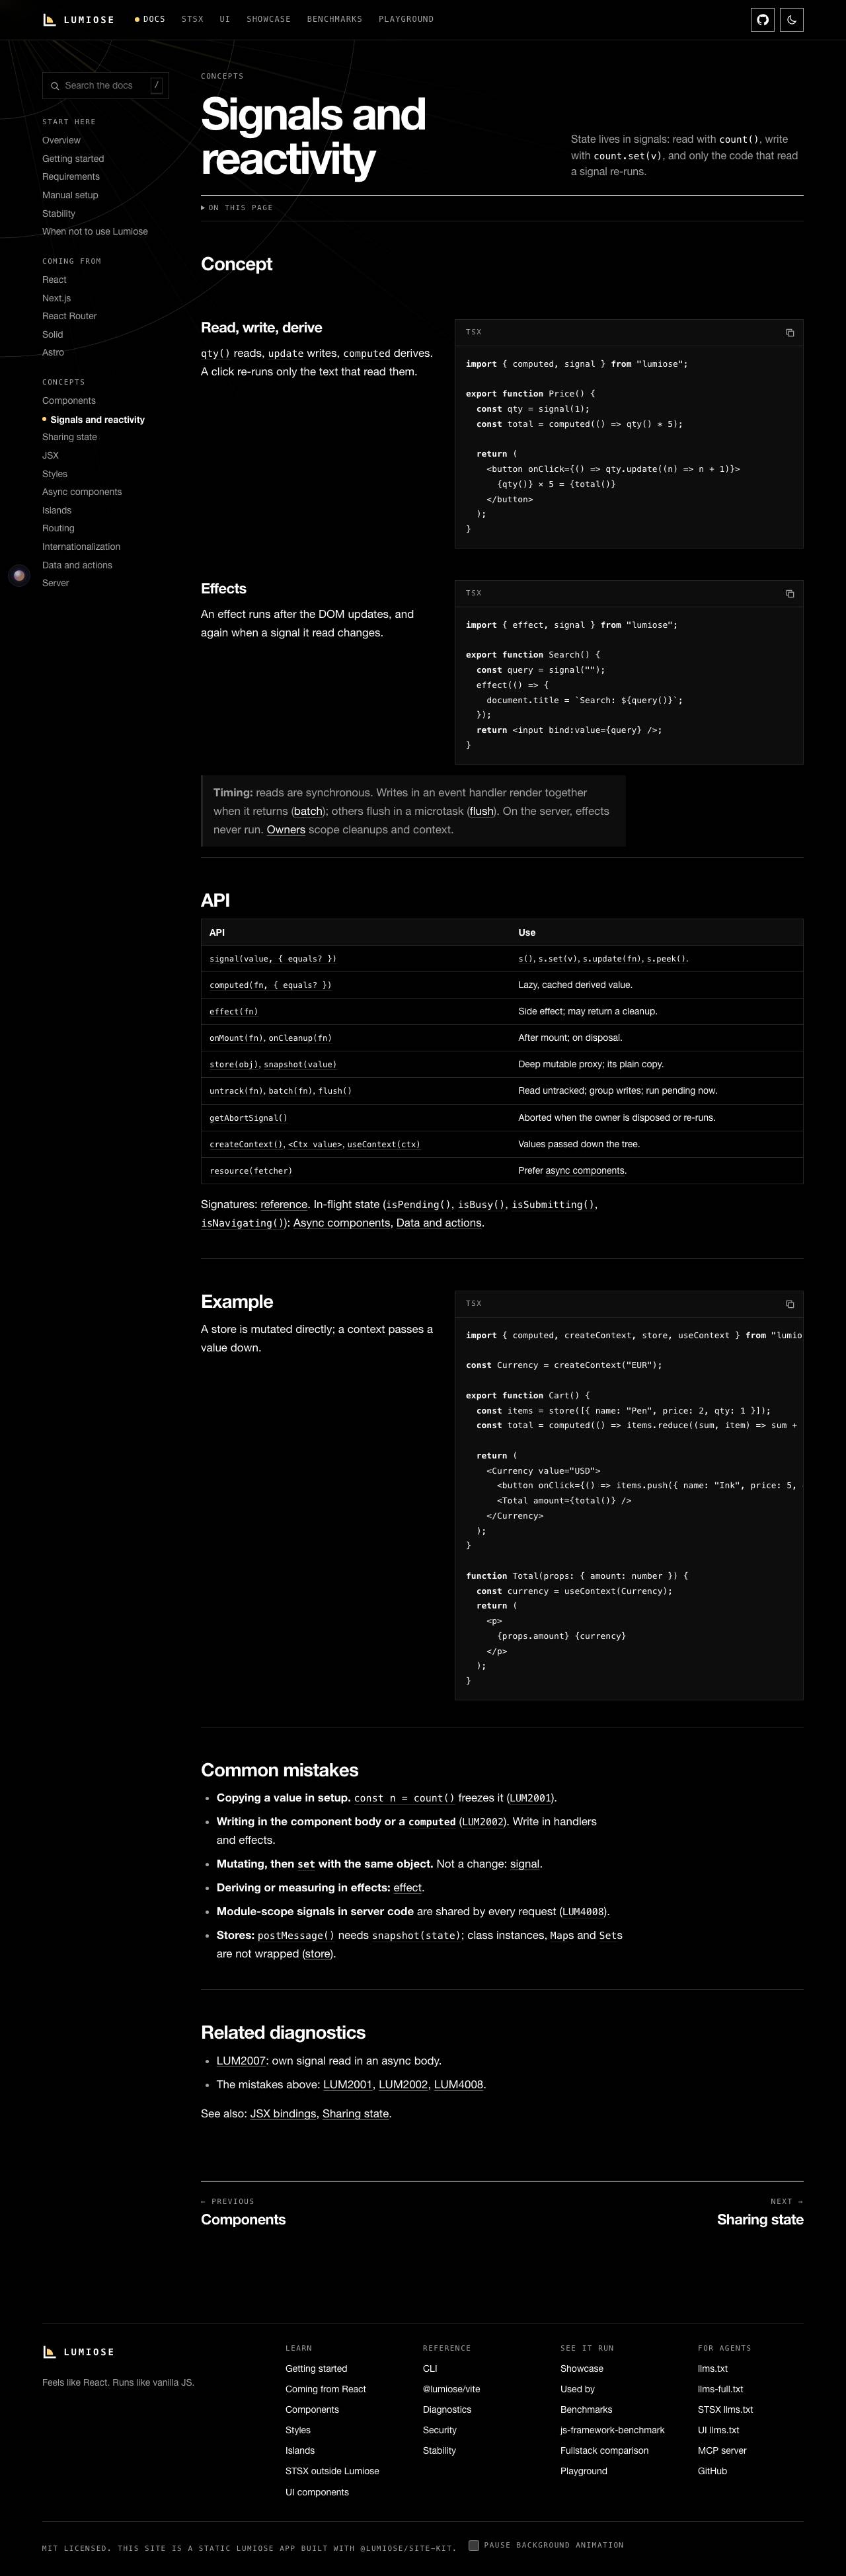 LUMIOSE
DOCS STSX UI SHOWCASE BENCHMARKS PLAYGROUND
Search the docs /
START HERE
Overview
Getting started
Requirements
Manual setup
Stability
When not to use Lumiose
COMING FROM
React
Next.js
React Router
Solid
Astro
CONCEPTS
Components
Signals and reactivity
Sharing state
JSX
Styles
Async components
Islands
Routing
Internationalization
Data and actions
Server
CONCEPTS
Signals and
reactivity
State lives in signals: read with count(), write
with count.set(v), and only the code that read
a signal re-runs.
▶ ON THIS PAGE
Concept
Read, write, derive
qty() reads, update writes, computed derives.
A click re-runs only the text that read them.
TSX
import { computed, signal } from "lumiose";
export function Price() {
const qty = signal(1);
const total = computed(() => qty() * 5);
return (
<button onClick={() => qty.update((n) => n + 1)}>
{qty()} × 5 = {total()}
</button>
);
}
Effects
An effect runs after the DOM updates, and
again when a signal it read changes.
TSX
import { effect, signal } from "lumiose";
export function Search() {
const query = signal("");
effect(() => {
document.title = `Search: ${query()}`;
});
return <input bind:value={query} />;
}
Timing: reads are synchronous. Writes in an event handler render together
when it returns (batch); others flush in a microtask (flush). On the server, effects
never run. Owners scope cleanups and context.
API
API Use
signal(value, { equals? }) s(), s.set(v), s.update(fn), s.peek().
computed(fn, { equals? }) Lazy, cached derived value.
effect(fn) Side effect; may return a cleanup.
onMount(fn), onCleanup(fn) After mount; on disposal.
store(obj), snapshot(value) Deep mutable proxy; its plain copy.
untrack(fn), batch(fn), flush() Read untracked; group writes; run pending now.
getAbortSignal() Aborted when the owner is disposed or re-runs.
createContext(), <Ctx value>, useContext(ctx) Values passed down the tree.
resource(fetcher) Prefer async components.
Signatures: reference. In-flight state (isPending(), isBusy(), isSubmitting(),
isNavigating()): Async components, Data and actions.
Example
A store is mutated directly; a context passes a
value down.
TSX
import { computed, createContext, store, useContext } from "lumio
const Currency = createContext("EUR");
export function Cart() {
const items = store([{ name: "Pen", price: 2, qty: 1 }]);
const total = computed(() => items.reduce((sum, item) => sum +
return (
<Currency value="USD">
<button onClick={() => items.push({ name: "Ink", price: 5,
<Total amount={total()} />
</Currency>
);
}
function Total(props: { amount: number }) {
const currency = useContext(Currency);
return (
<p>
{props.amount} {currency}
</p>
);
}
Common mistakes
• Copying a value in setup. const n = count() freezes it (LUM2001).
• Writing in the component body or a computed (LUM2002). Write in handlers
and effects.
• Mutating, then set with the same object. Not a change: signal.
• Deriving or measuring in effects: effect.
• Module-scope signals in server code are shared by every request (LUM4008).
• Stores: postMessage() needs snapshot(state); class instances, Maps and Sets
are not wrapped (store).
Related diagnostics
• LUM2007: own signal read in an async body.
• The mistakes above: LUM2001, LUM2002, LUM4008.
See also: JSX bindings, Sharing state.
← PREVIOUS
Components
NEXT →
Sharing state
LUMIOSE
Feels like React. Runs like vanilla JS.
LEARN
Getting started
Coming from React
Components
Styles
Islands
STSX outside Lumiose
UI components
REFERENCE
CLI
@lumiose/vite
Diagnostics
Security
Stability
SEE IT RUN
Showcase
Used by
Benchmarks
js-framework-benchmark
Fullstack comparison
Playground
FOR AGENTS
llms.txt
llms-full.txt
STSX llms.txt
UI llms.txt
MCP server
GitHub
MIT LICENSED. THIS SITE IS A STATIC LUMIOSE APP BUILT WITH @LUMIOSE/SITE-KIT. PAUSE BACKGROUND ANIMATION